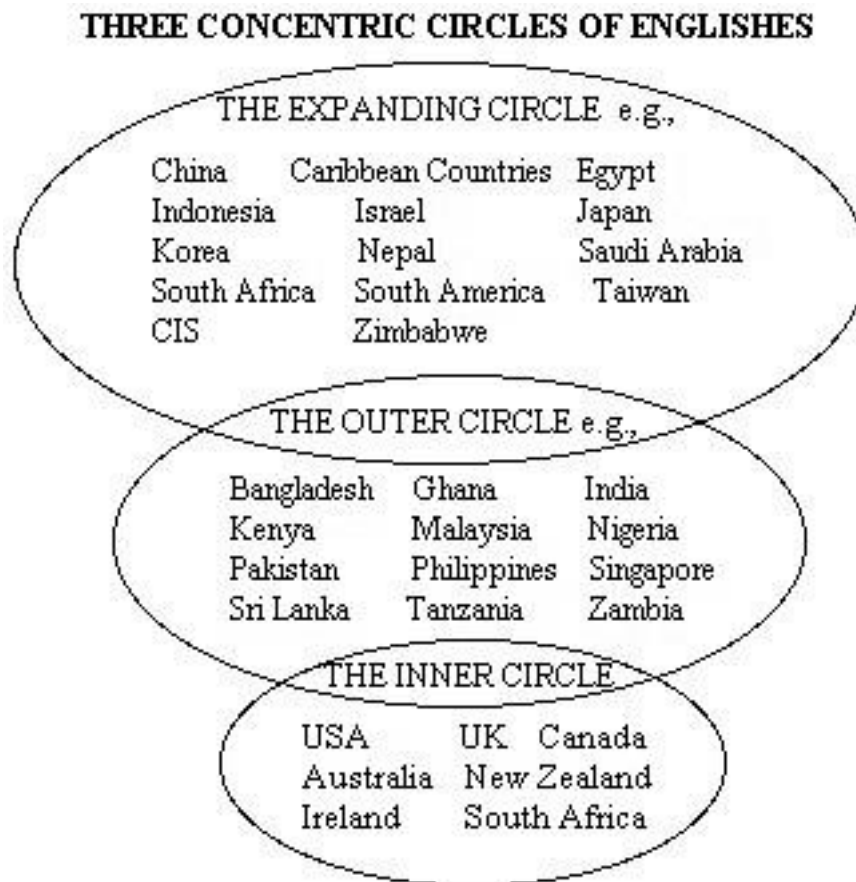 THREE CONCENTRIC CIRCLES OF ENGLISHES
THE EXPANDING CIRCLE e.g.,
China Caribbean Countries Egypt
Indonesia Israel Japan
Korea Nepal Saudi Arabia
South Africa South America Taiwan
CIS Zimbabwe
THE OUTER CIRCLE e.g.,
Bangladesh Ghana India
Kenya Malaysia Nigeria
Pakistan Philippines Singapore
Sri Lanka Tanzania Zambia
THE INNER CIRCLE
USA UK Canada
Australia New Zealand
Ireland South Africa